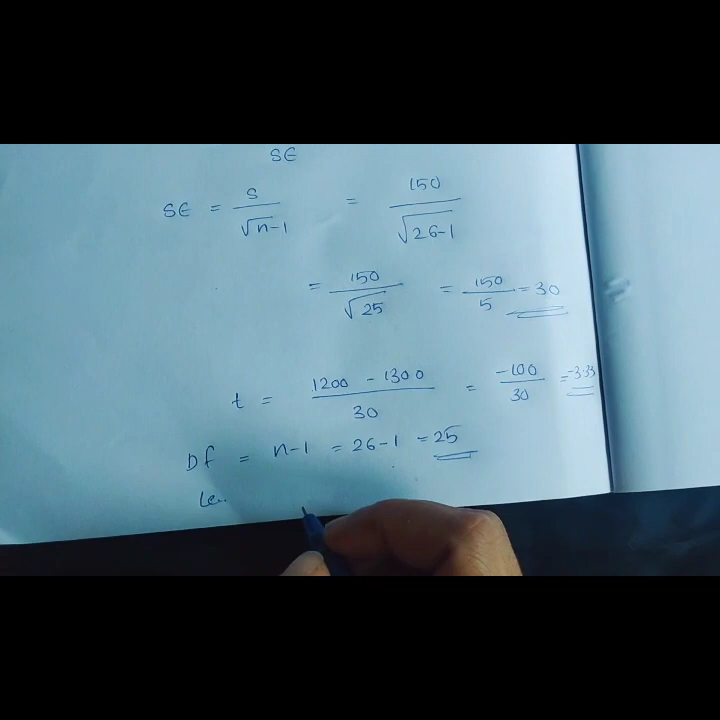 SE
SE = S/√n-1 = 150/√26-1
= 150/√25 = 150/5 = 30
t = 1200 - 1300/30 = -100/30 = -3.33
Df = n-1 = 26-1 = 25
Le